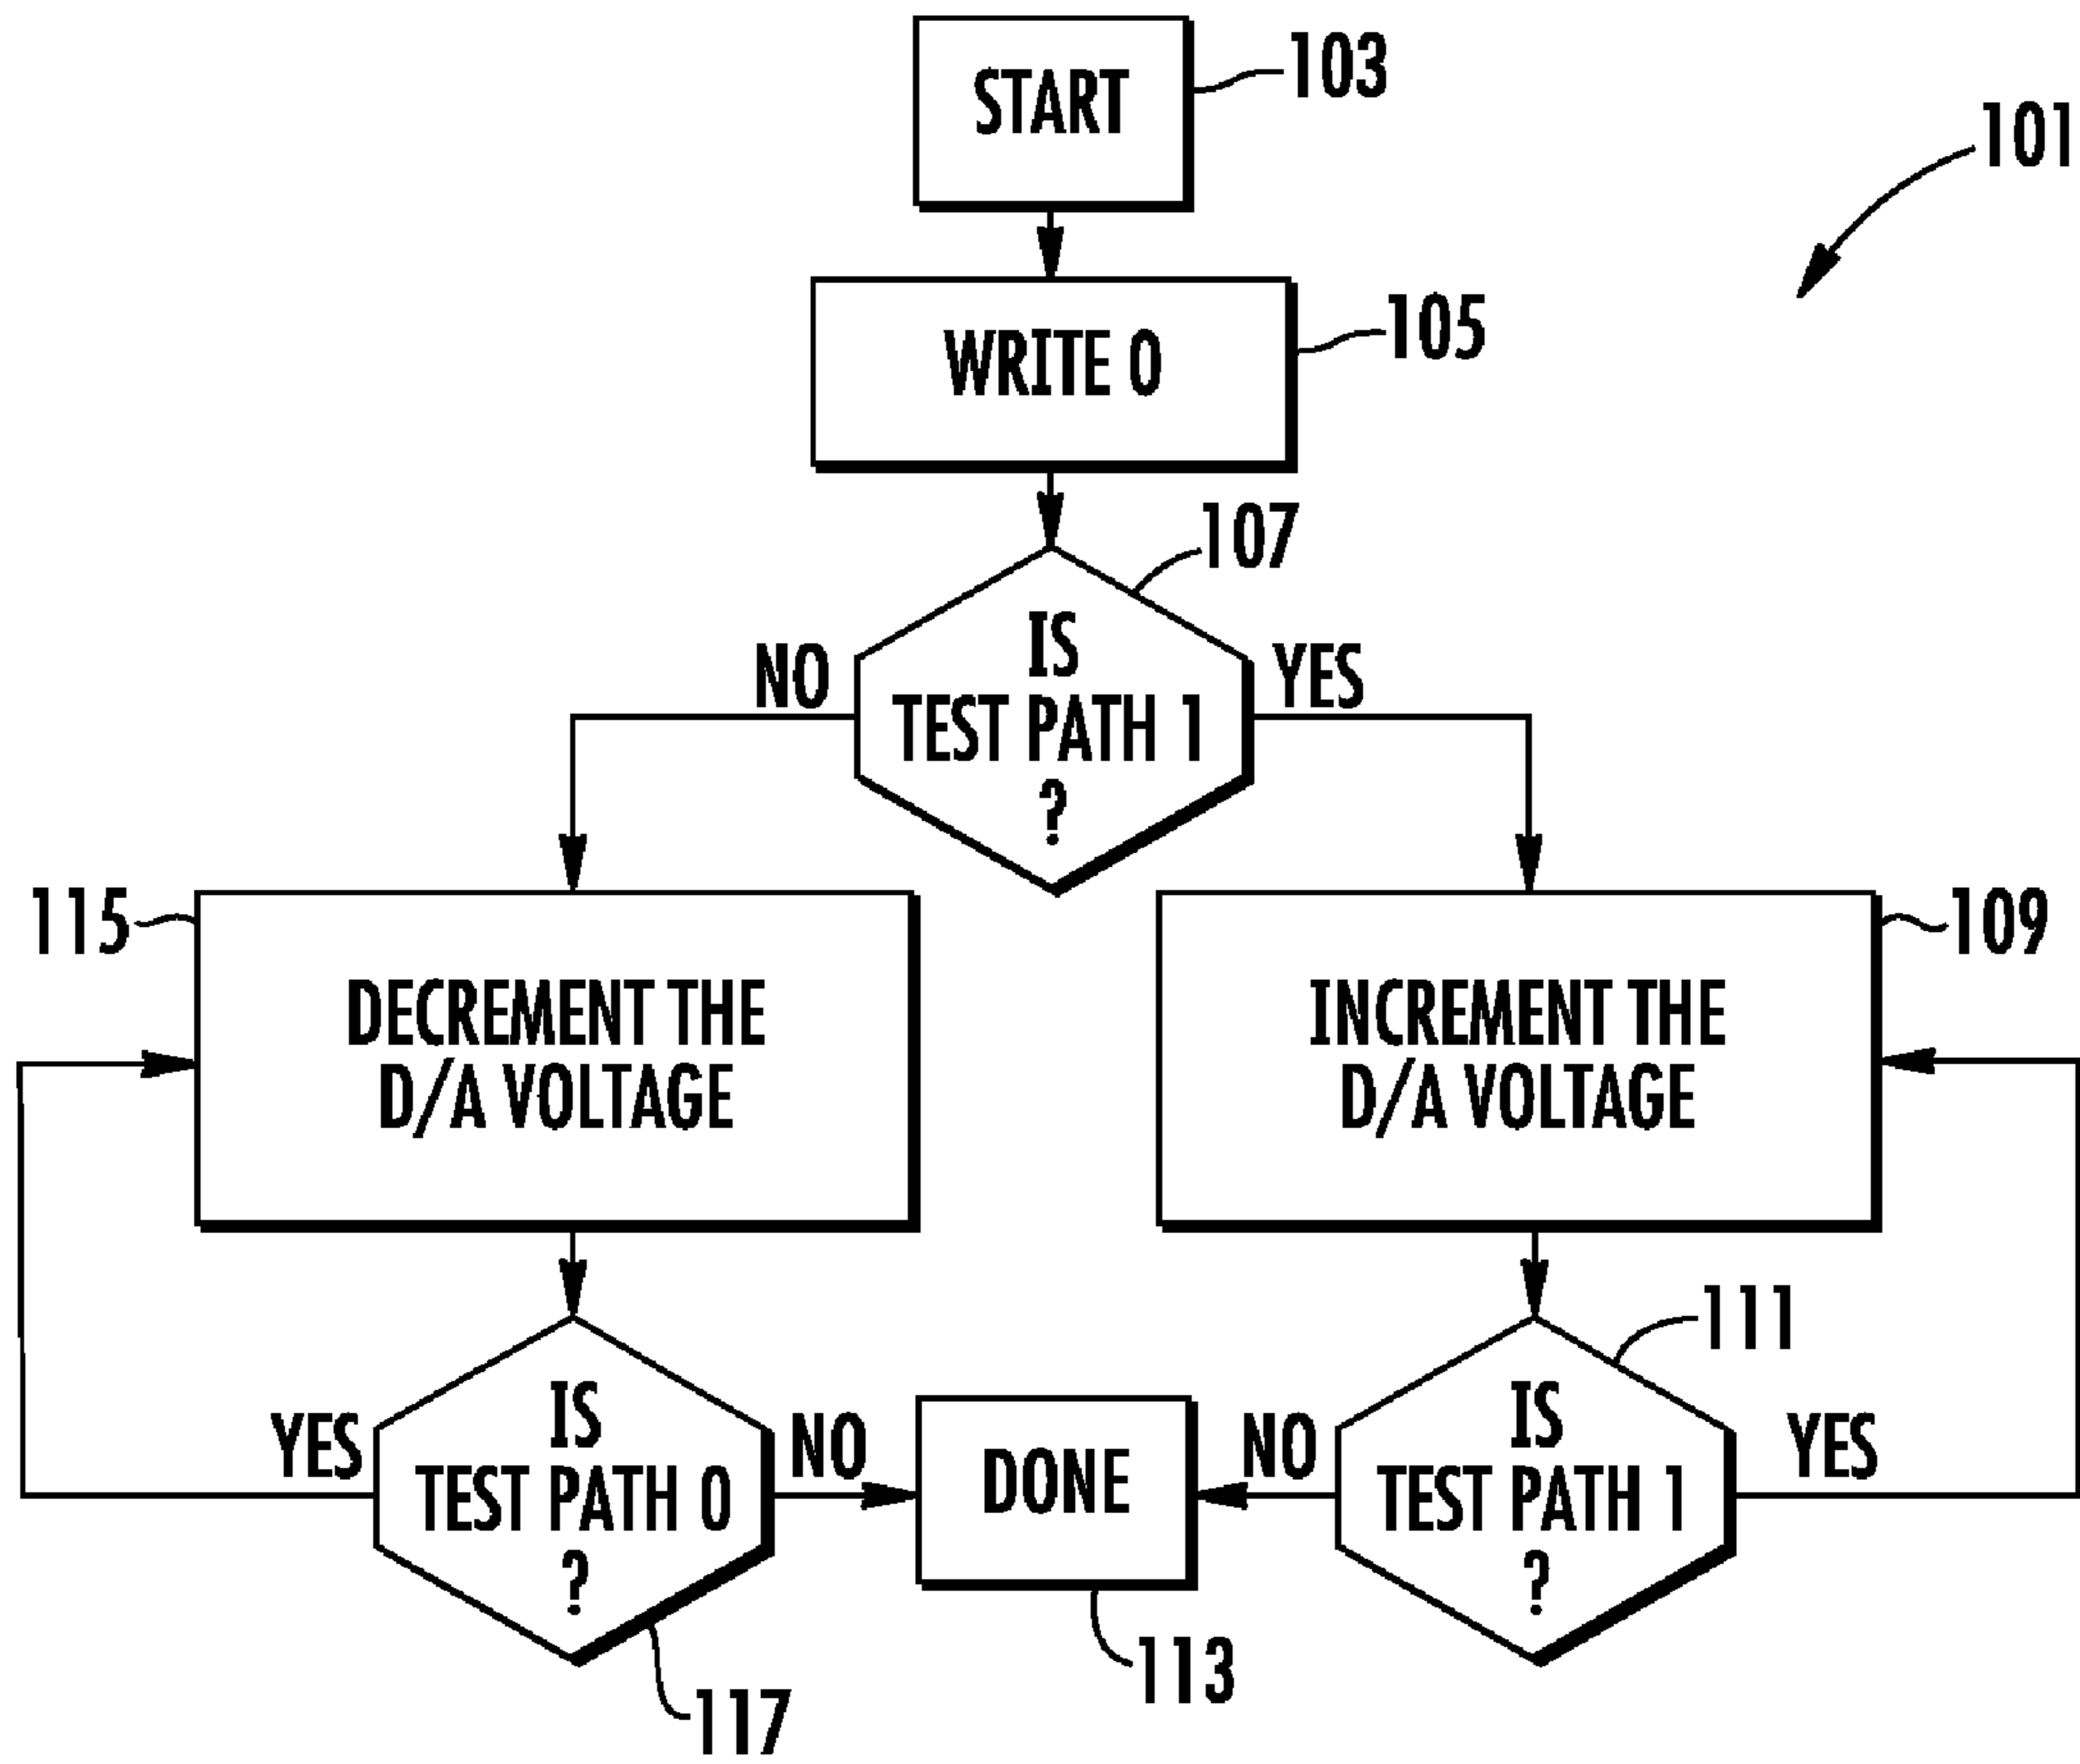 START
103
101
WRITE 0
105
107
NO
IS
TEST PATH 1
?
YES
115
109
DECREMENT THE
D/A VOLTAGE
INCREMENT THE
D/A VOLTAGE
111
YES
IS
TEST PATH 0
?
NO
DONE
NO
IS
TEST PATH 1
?
YES
113
117